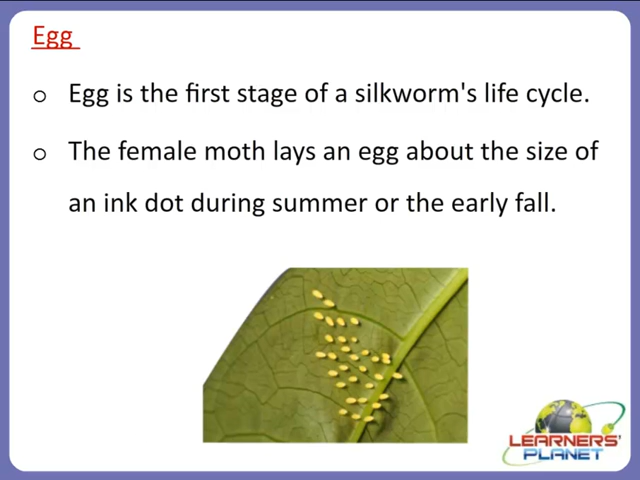 Egg
o Egg is the first stage of a silkworm's life cycle.
o The female moth lays an egg about the size of
an ink dot during summer or the early fall.
LEARNERS'
PLANET